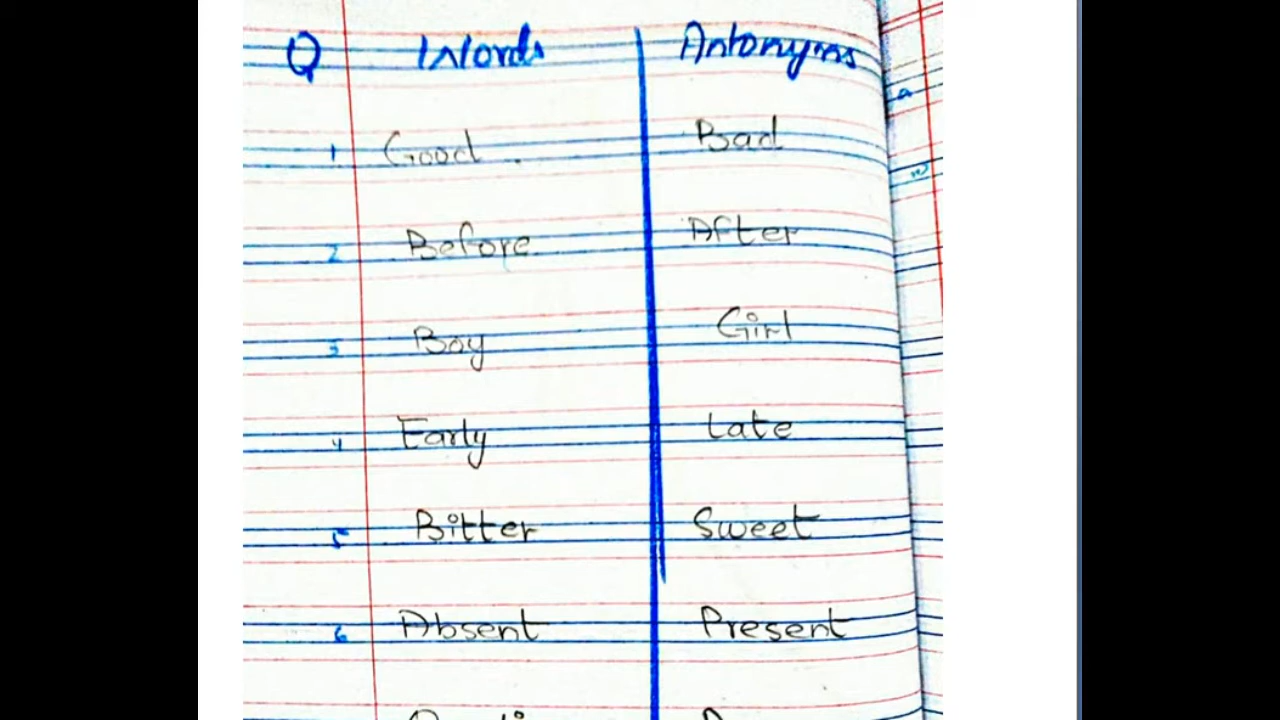 Q Words Antonyms
1 Good Bad
2 Before After
3 Boy Girl
4 Early Late
5 Bitter Sweet
6 Absent Present